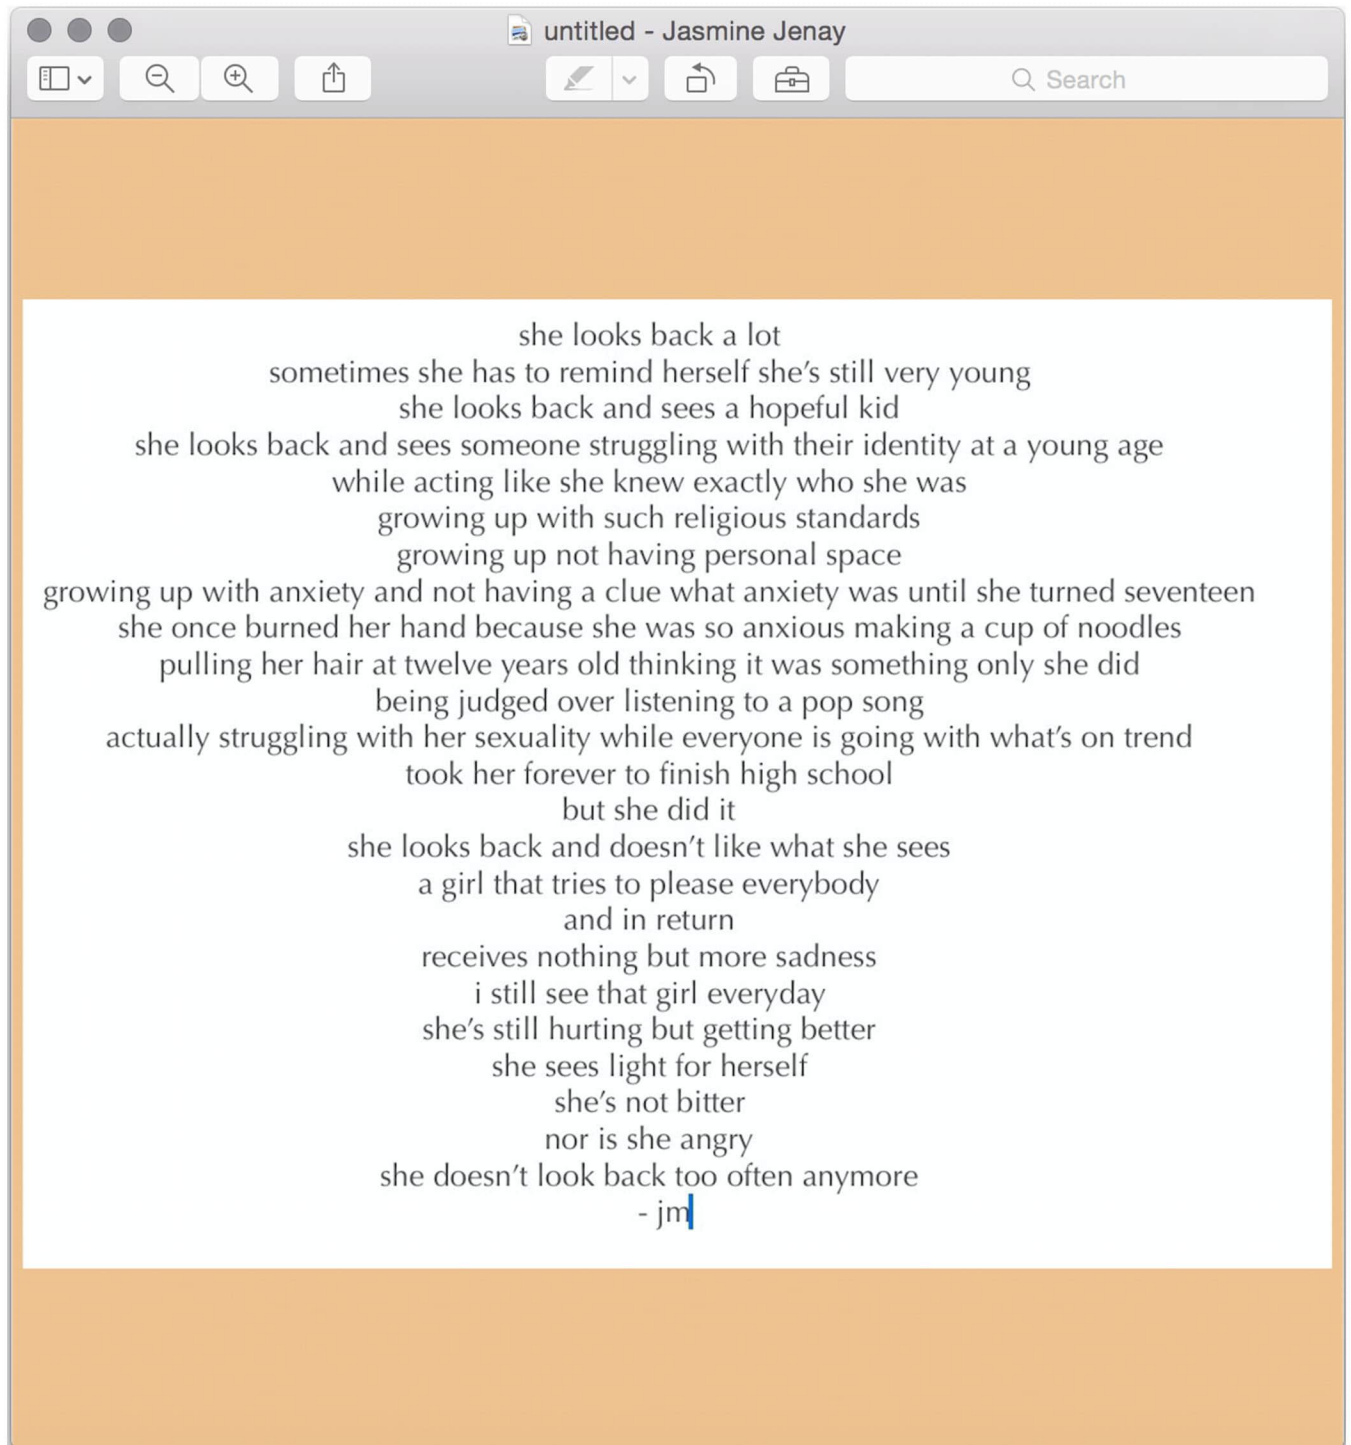 untitled - Jasmine Jenay
Search
she looks back a lot
sometimes she has to remind herself she’s still very young
she looks back and sees a hopeful kid
she looks back and sees someone struggling with their identity at a young age
while acting like she knew exactly who she was
growing up with such religious standards
growing up not having personal space
growing up with anxiety and not having a clue what anxiety was until she turned seventeen
she once burned her hand because she was so anxious making a cup of noodles
pulling her hair at twelve years old thinking it was something only she did
being judged over listening to a pop song
actually struggling with her sexuality while everyone is going with what’s on trend
took her forever to finish high school
but she did it
she looks back and doesn’t like what she sees
a girl that tries to please everybody
and in return
receives nothing but more sadness
i still see that girl everyday
she’s still hurting but getting better
she sees light for herself
she’s not bitter
nor is she angry
she doesn’t look back too often anymore
- jm